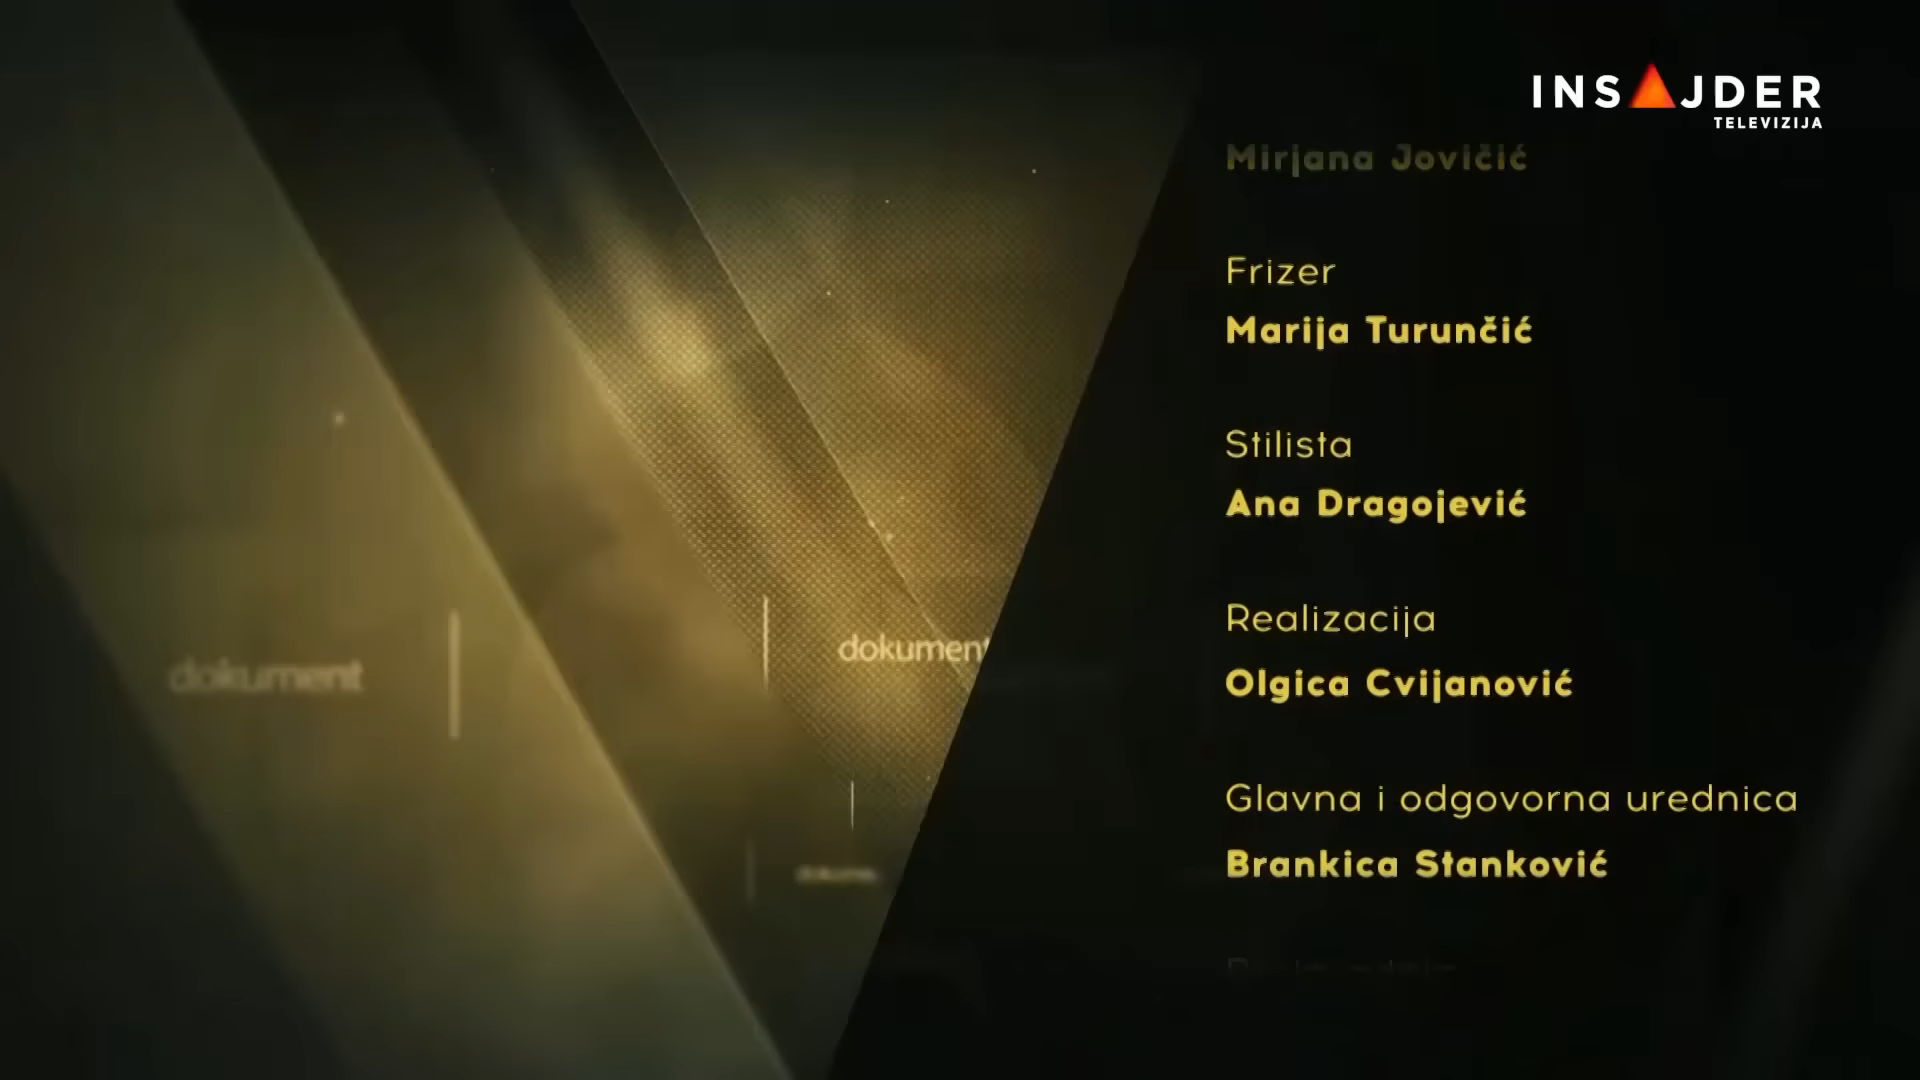 INSAJDER
TELEVIZIJA
Mirjana Jovičić
Frizer
Marija Turunčić
Stilista
Ana Dragojević
Realizacija
Olgica Cvijanović
Glavna i odgovorna urednica
Brankica Stanković
dokument
dokument